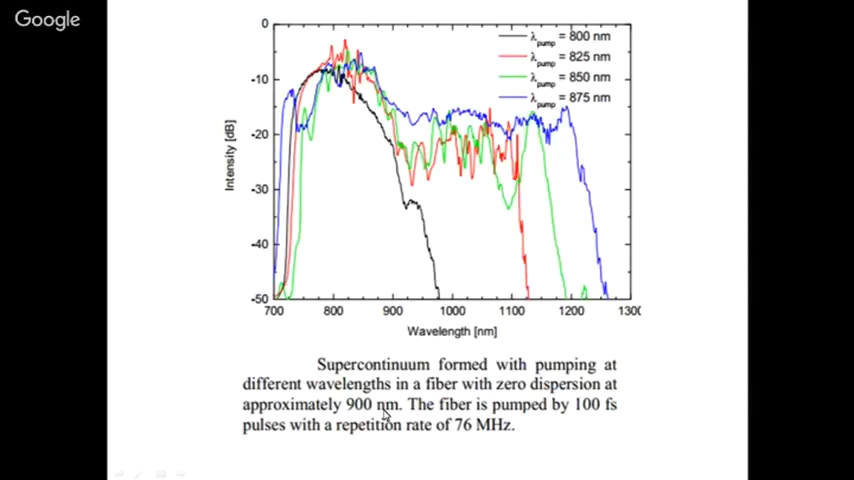 Google
0
-10
-20
-30
-40
-50
Intensity [dB]
λpump = 800 nm
λpump = 825 nm
λpump = 850 nm
λpump = 875 nm
700 800 900 1000 1100 1200 1300
Wavelength [nm]
Supercontinuum formed with pumping at
different wavelengths in a fiber with zero dispersion at
approximately 900 nm. The fiber is pumped by 100 fs
pulses with a repetition rate of 76 MHz.